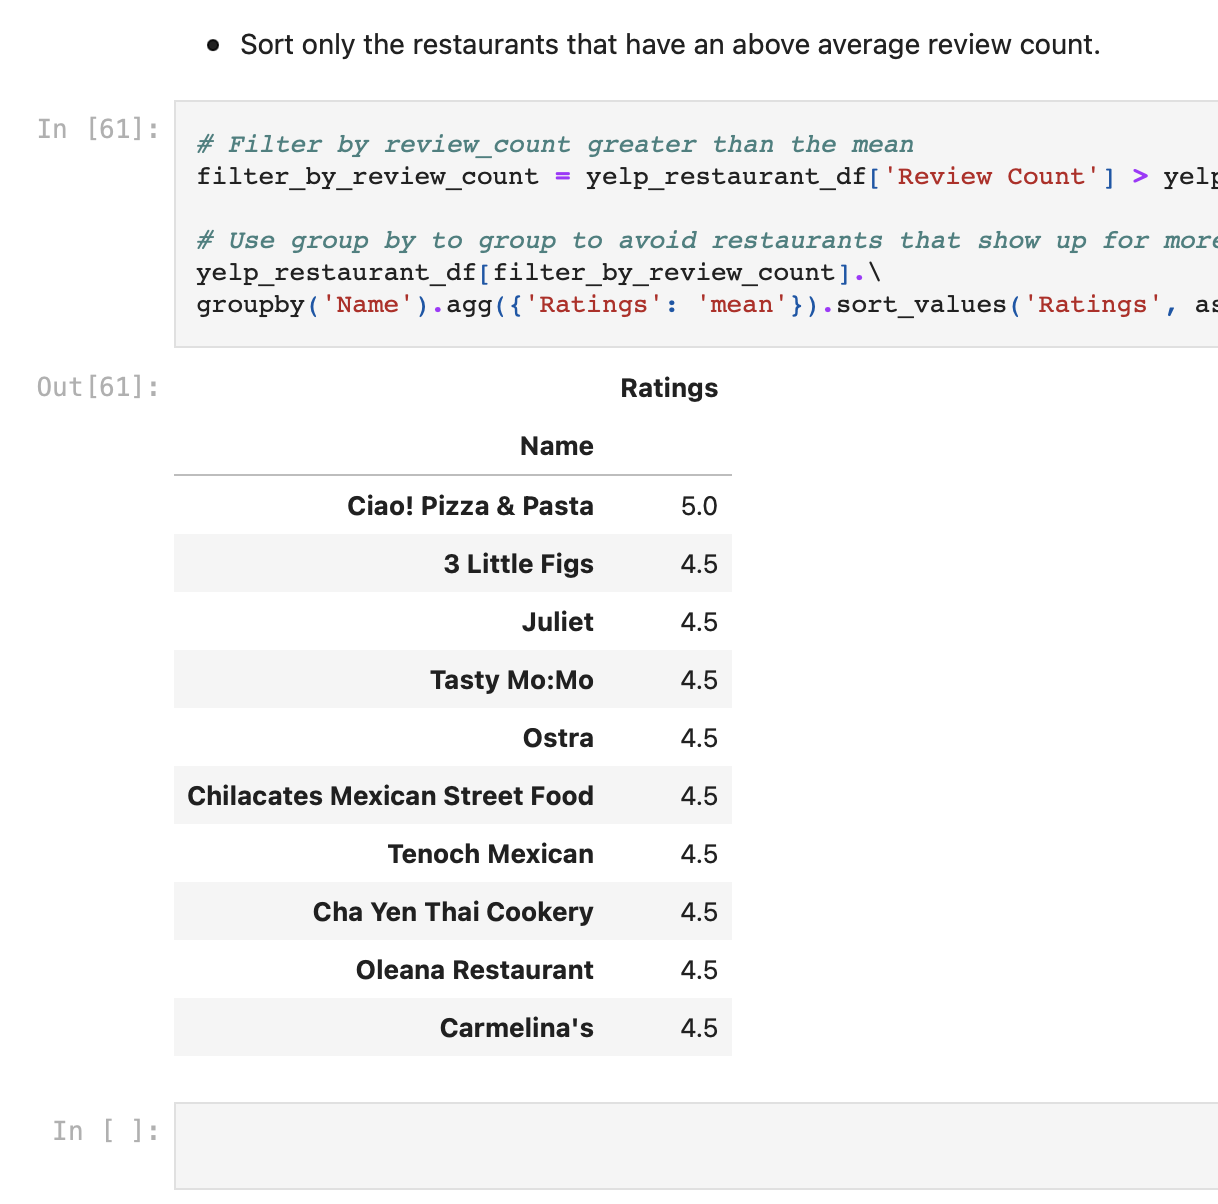 • Sort only the restaurants that have an above average review count.
In [61]:
# Filter by review_count greater than the mean
filter_by_review_count = yelp_restaurant_df['Review Count'] > yelp
# Use group by to group to avoid restaurants that show up for more
yelp_restaurant_df[filter_by_review_count].\
groupby('Name').agg({'Ratings': 'mean'}).sort_values('Ratings', as
Out[61]:
Ratings
Name
Ciao! Pizza & Pasta 5.0
3 Little Figs 4.5
Juliet 4.5
Tasty Mo:Mo 4.5
Ostra 4.5
Chilacates Mexican Street Food 4.5
Tenoch Mexican 4.5
Cha Yen Thai Cookery 4.5
Oleana Restaurant 4.5
Carmelina's 4.5
In [ ]: